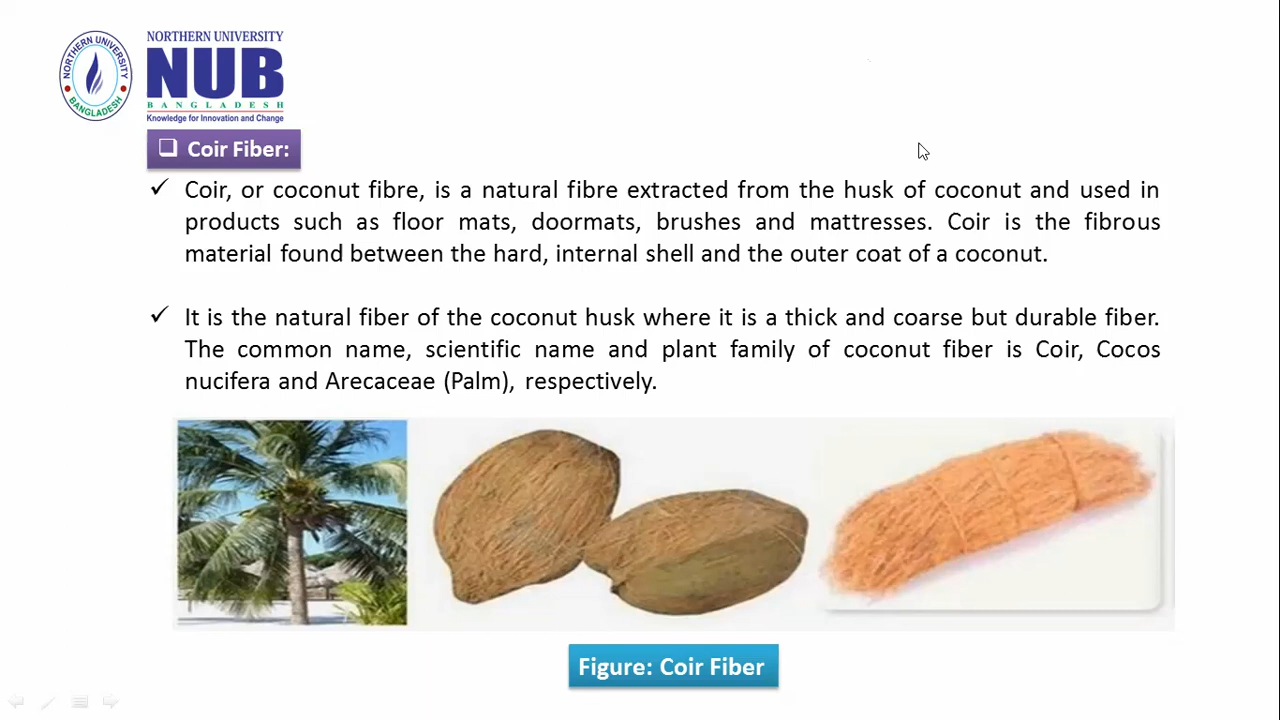 NORTHERN UNIVERSITY
BANGLADESH
NORTHERN UNIVERSITY
NUB
BANGLADESH
Knowledge for Innovation and Change
Coir Fiber:
Coir, or coconut fibre, is a natural fibre extracted from the husk of coconut and used in
products such as floor mats, doormats, brushes and mattresses. Coir is the fibrous
material found between the hard, internal shell and the outer coat of a coconut.
It is the natural fiber of the coconut husk where it is a thick and coarse but durable fiber.
The common name, scientific name and plant family of coconut fiber is Coir, Cocos
nucifera and Arecaceae (Palm), respectively.
Figure: Coir Fiber